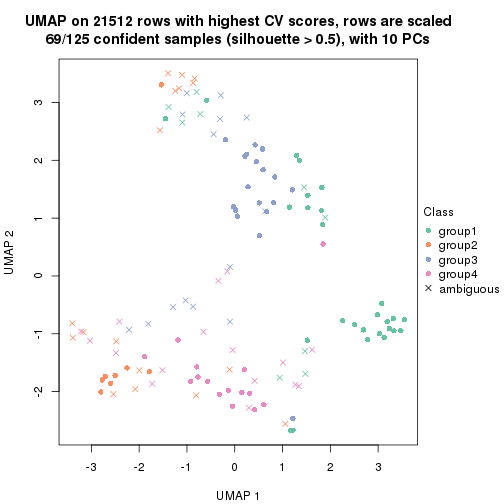 UMAP on 21512 rows with highest CV scores, rows are scaled
69/125 confident samples (silhouette > 0.5), with 10 PCs
3
2
1
0
-1
-2
UMAP 2
-3
-2
-1
0
1
2
3
UMAP 1
Class
group1
group2
group3
group4
ambiguous